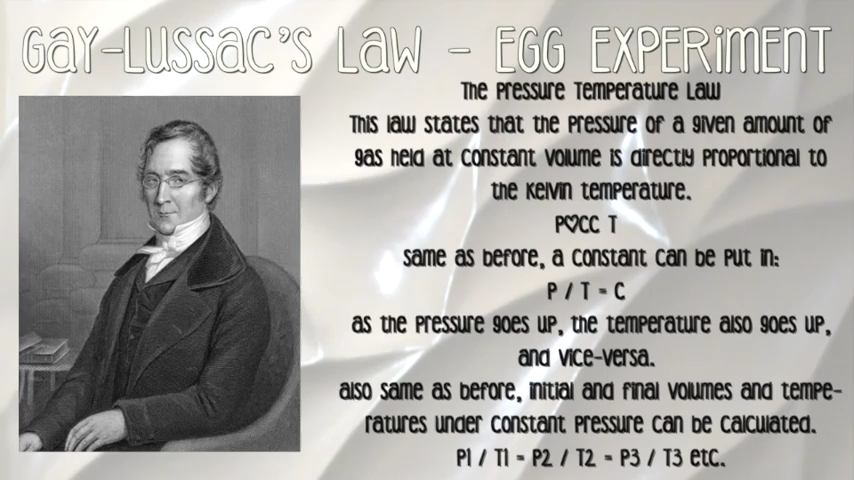 Gay-Lussac's Law - Egg Experiment
The Pressure Temperature Law
This law states that the pressure of a given amount of
gas held at constant volume is directly proportional to
the Kelvin temperature.
P♡CC T
Same as before, a constant can be put in:
P / T = C
As the pressure goes up, the temperature also goes up,
and vice-versa.
Also same as before, initial and final volumes and tempe-
ratures under constant pressure can be calculated.
P1 / T1 = P2 / T2 = P3 / T3 etc.